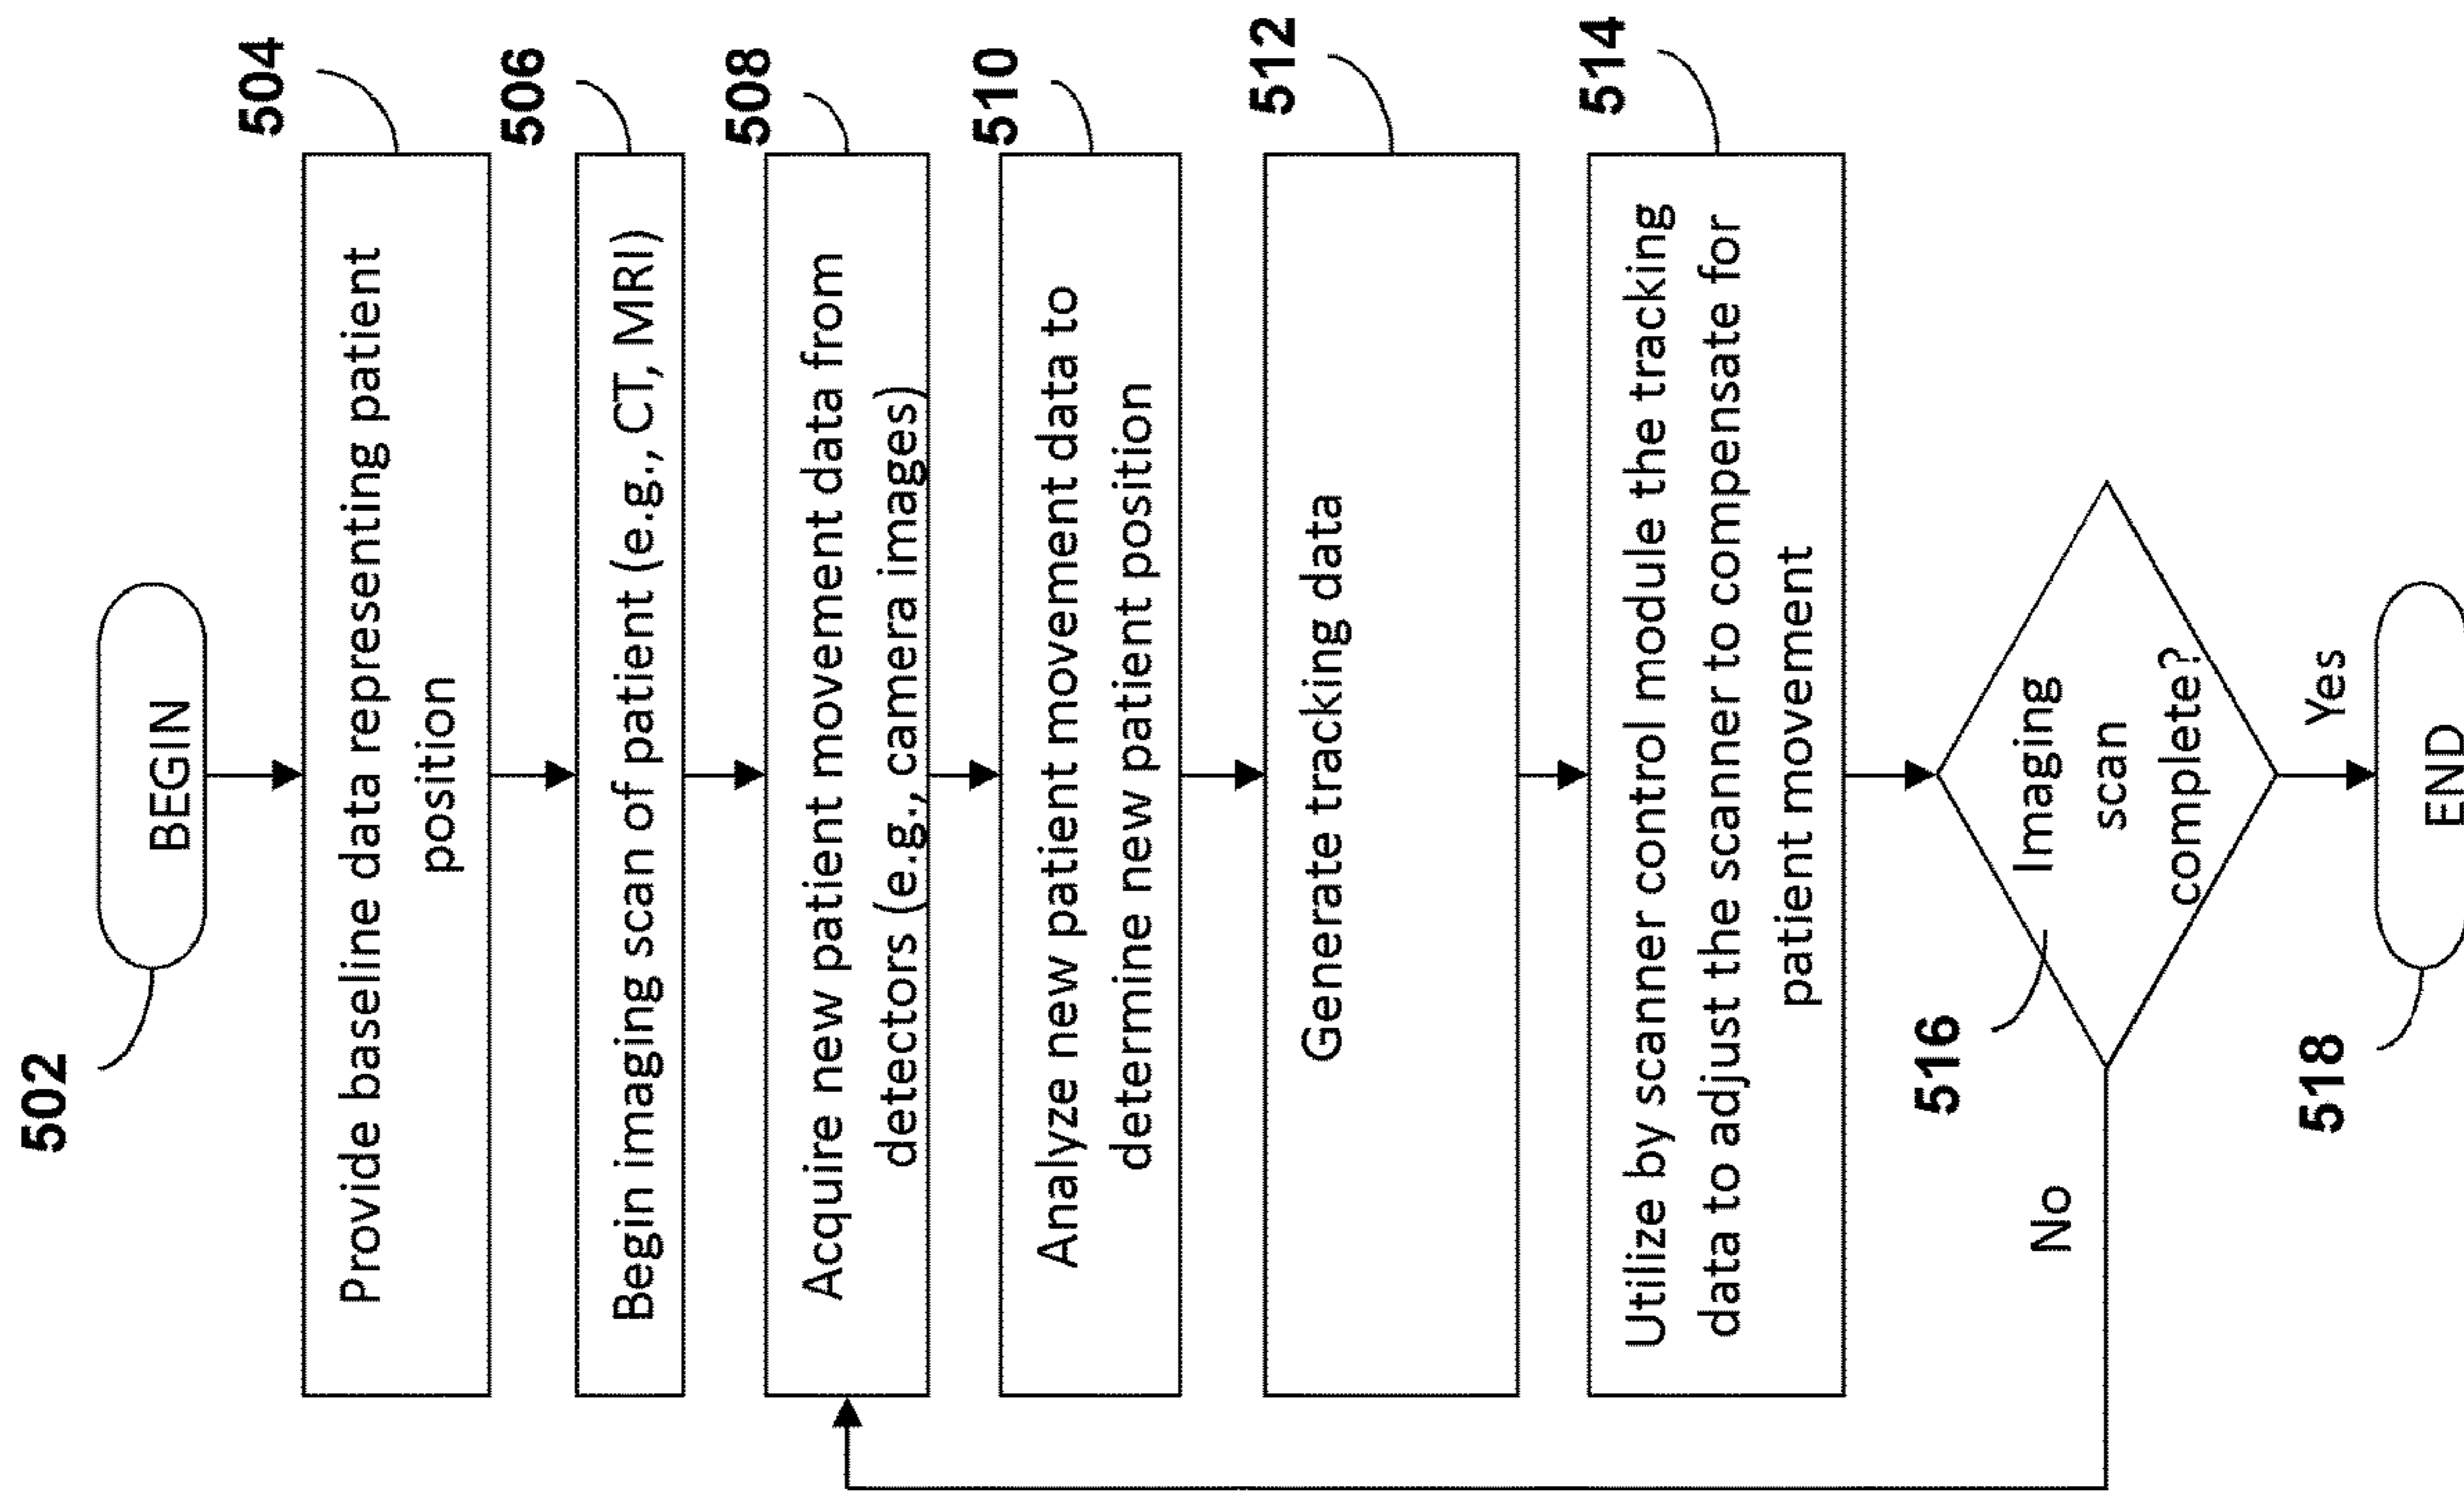 502
BEGIN
504
Provide baseline data representing patient
position
506
Begin imaging scan of patient (e.g., CT, MRI)
508
Acquire new patient movement data from
detectors (e.g., camera images)
510
Analyze new patient movement data to
determine new patient position
512
Generate tracking data
514
Utilize by scanner control module the tracking
data to adjust the scanner to compensate for
patient movement
516
Imaging
scan
complete?
No
Yes
518
END